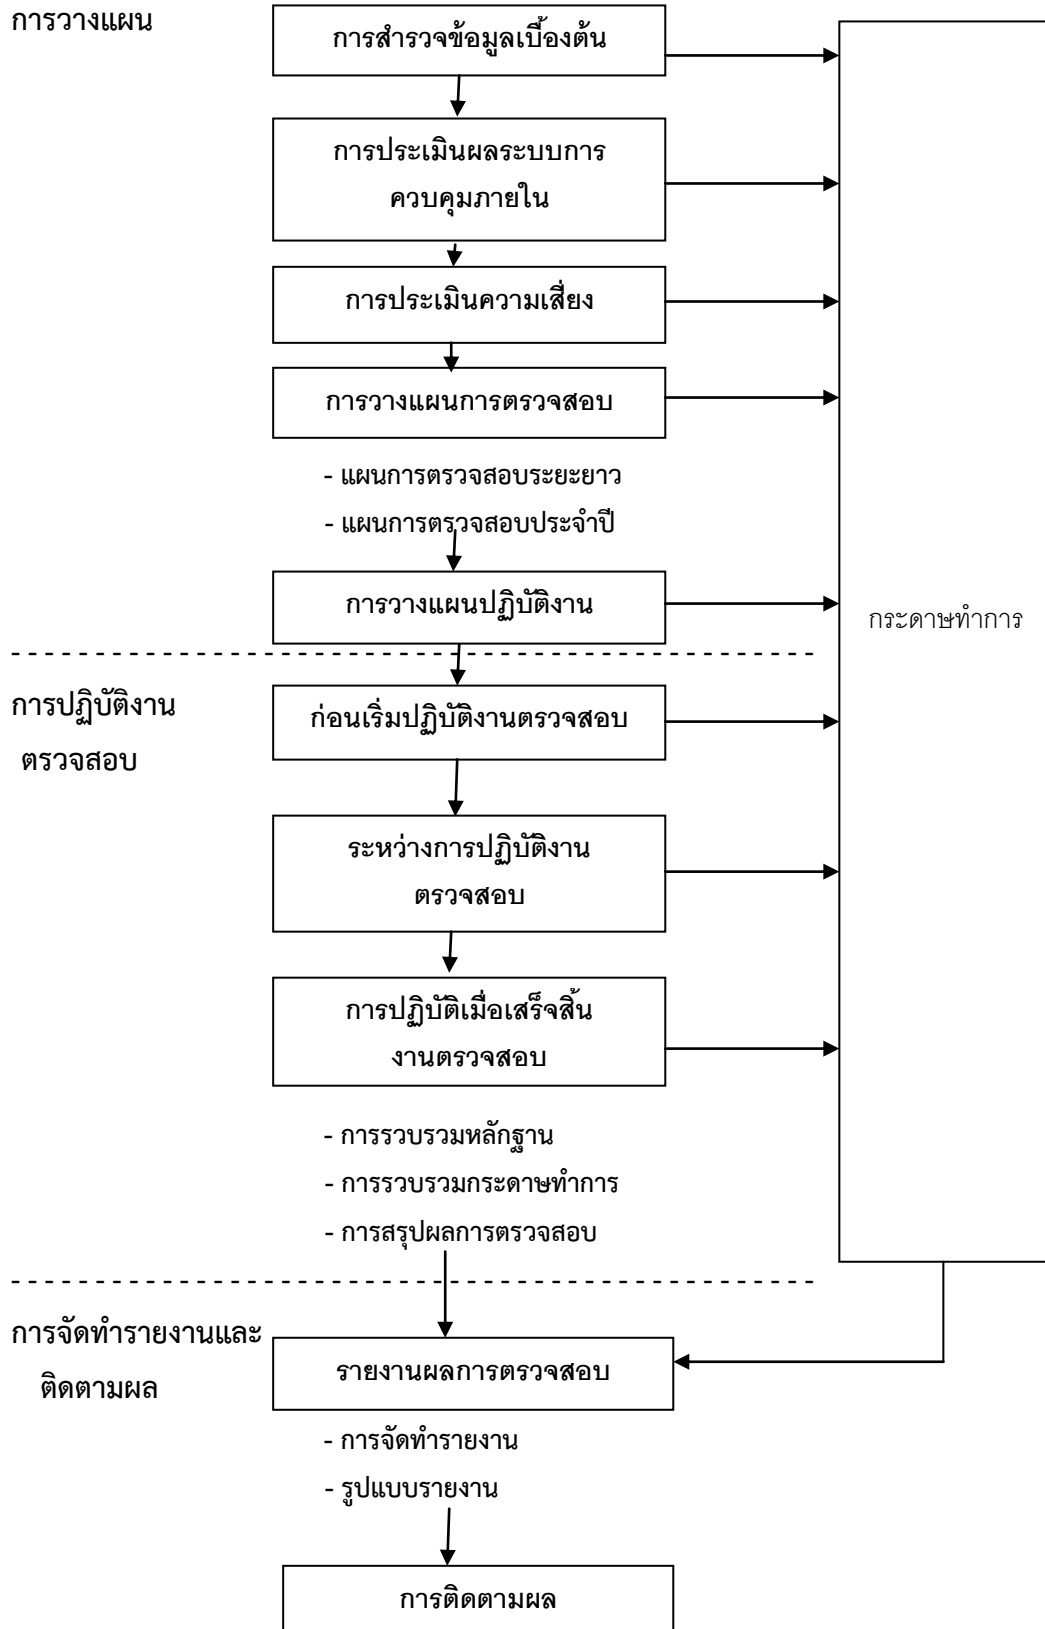 การวางแผน
การสำรวจข้อมูลเบื้องต้น
การประเมินผลระบบการ
ควบคุมภายใน
การประเมินความเสี่ยง
การวางแผนการตรวจสอบ
- แผนการตรวจสอบระยะยาว
- แผนการตรวจสอบประจำปี
การวางแผนปฏิบัติงาน
กระดาษทำการ
การปฏิบัติงาน
ตรวจสอบ
ก่อนเริ่มปฏิบัติงานตรวจสอบ
ระหว่างการปฏิบัติงาน
ตรวจสอบ
การปฏิบัติเมื่อเสร็จสิ้น
งานตรวจสอบ
- การรวบรวมหลักฐาน
- การรวบรวมกระดาษทำการ
- การสรุปผลการตรวจสอบ
การจัดทำรายงานและ
ติดตามผล
รายงานผลการตรวจสอบ
- การจัดทำรายงาน
- รูปแบบรายงาน
การติดตามผล